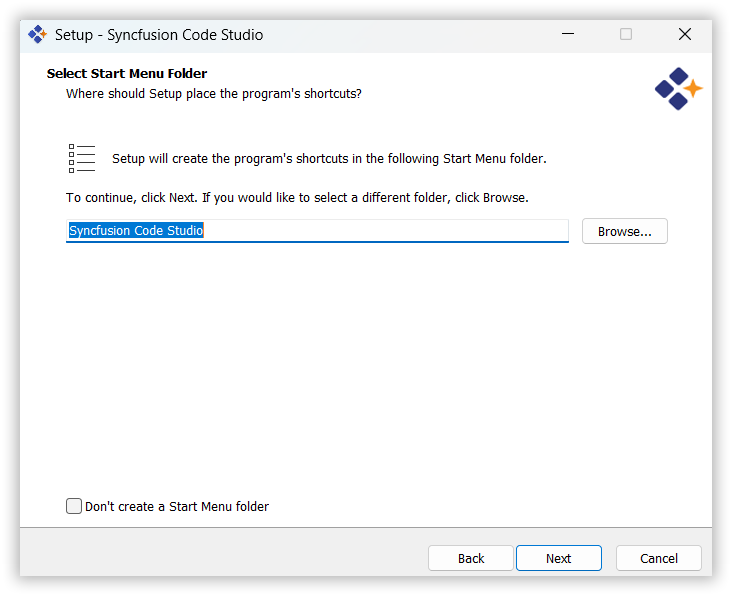 Setup - Syncfusion Code Studio
Select Start Menu Folder
Where should Setup place the program's shortcuts?
Setup will create the program's shortcuts in the following Start Menu folder.
To continue, click Next. If you would like to select a different folder, click Browse.
Syncfusion Code Studio
Browse...
Don't create a Start Menu folder
Back
Next
Cancel